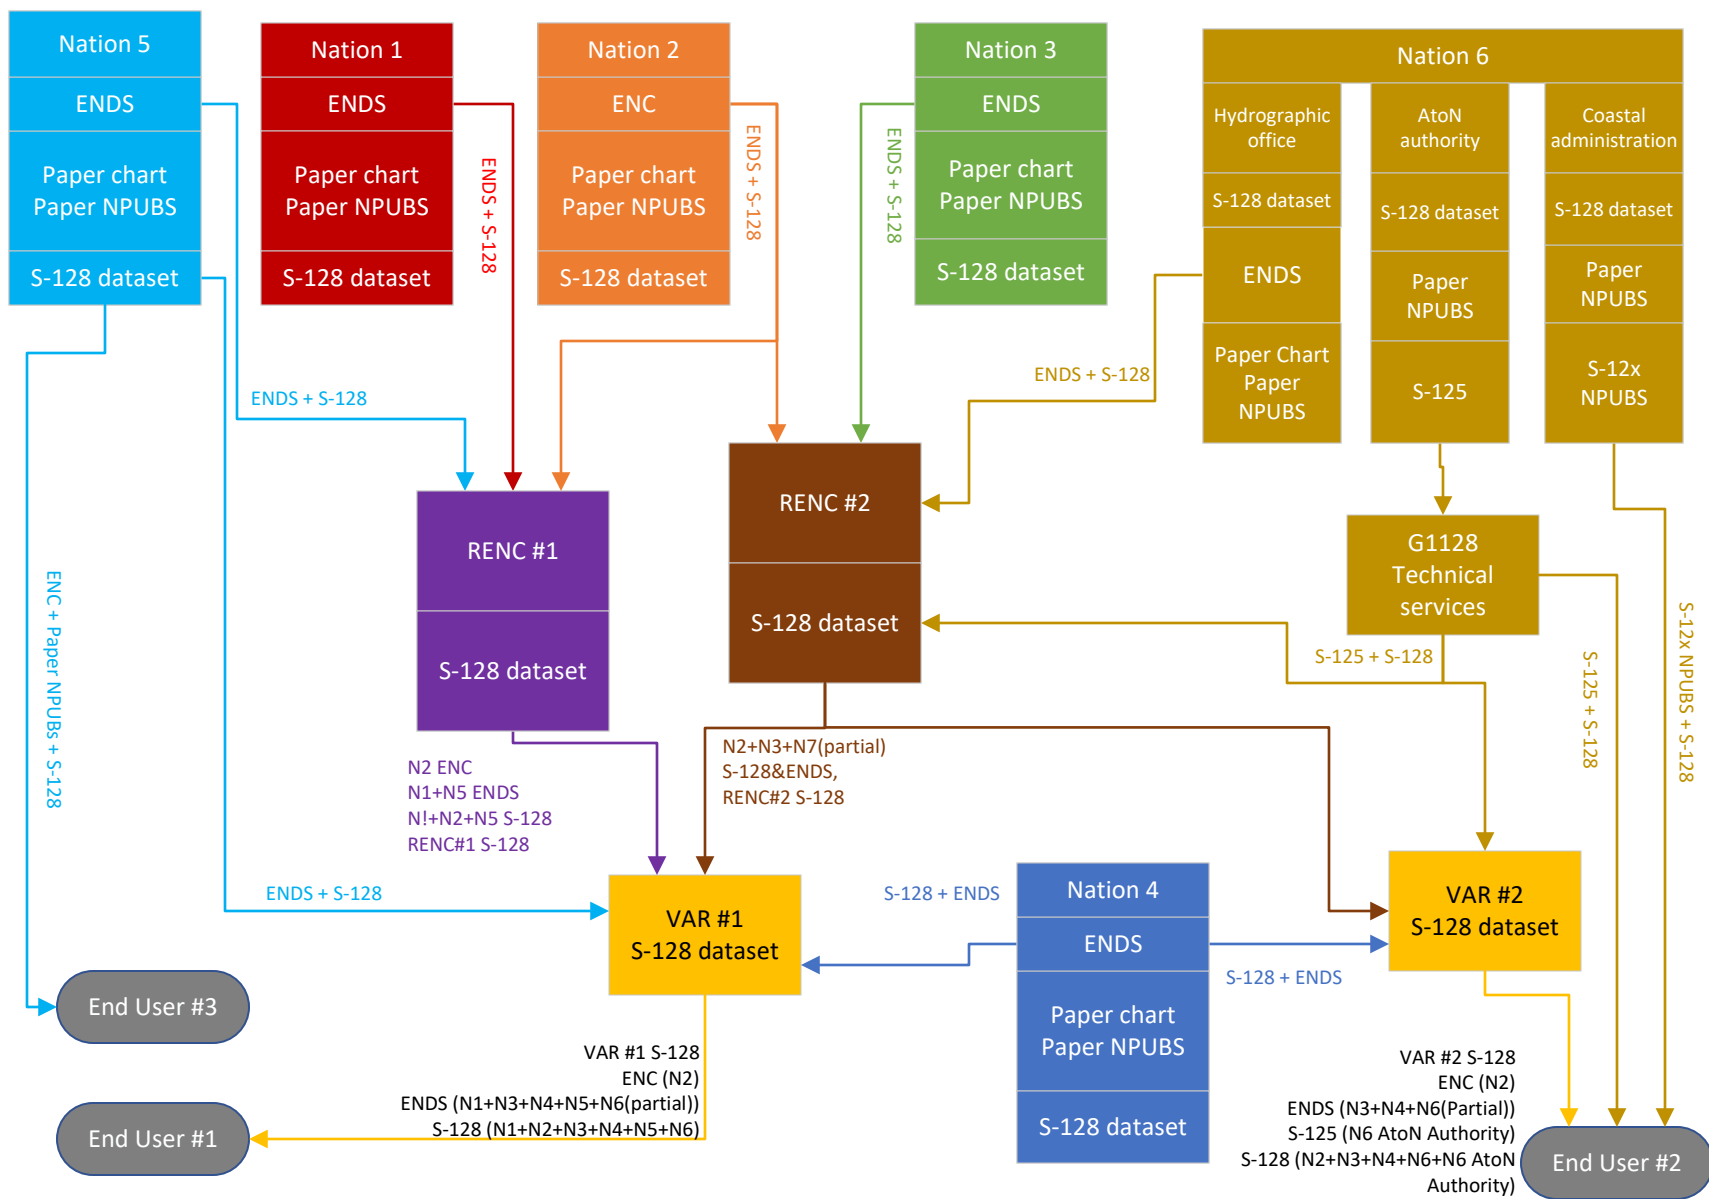 Nation 5
ENDS
Paper chart
Paper NPUBS
S-128 dataset
Nation 1
ENDS
Paper chart
Paper NPUBS
S-128 dataset
Nation 2
ENC
Paper chart
Paper NPUBS
S-128 dataset
Nation 3
ENDS
Paper chart
Paper NPUBS
S-128 dataset
Nation 6
Hydrographic
office
S-128 dataset
ENDS
Paper Chart
Paper
NPUBS
AtoN
authority
S-128 dataset
Paper
NPUBS
S-125
Coastal
administration
S-128 dataset
Paper
NPUBS
S-12x
NPUBS
ENDS + S-128
ENDS + S-128
ENDS + S-128
ENDS + S-128
ENDS + S-128
RENC #1
S-128 dataset
RENC #2
S-128 dataset
G1128
Technical
services
S-125 + S-128
S-125 + S-128
S-12x NPUBS + S-128
ENC + Paper NPUBs + S-128
N2 ENC
N1+N5 ENDS
N!+N2+N5 S-128
RENC#1 S-128
N2+N3+N7(partial)
S-128&ENDS,
RENC#2 S-128
ENDS + S-128
VAR #1
S-128 dataset
S-128 + ENDS
Nation 4
ENDS
Paper chart
Paper NPUBS
S-128 dataset
S-128 + ENDS
VAR #2
S-128 dataset
End User #3
VAR #1 S-128
ENC (N2)
ENDS (N1+N3+N4+N5+N6(partial))
S-128 (N1+N2+N3+N4+N5+N6)
End User #1
VAR #2 S-128
ENC (N2)
ENDS (N3+N4+N6(Partial))
S-125 (N6 AtoN Authority)
S-128 (N2+N3+N4+N6+N6 AtoN
Authority)
End User #2